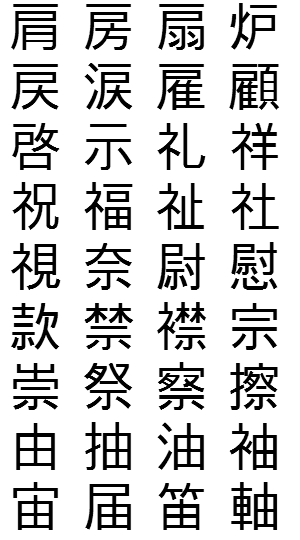 肩 房 扇 炉
戻 涙 雇 顧
啓 示 礼 祥
祝 福 祉 社
視 奈 尉 慰
款 禁 襟 宗
崇 祭 察 擦
由 抽 油 袖
宙 届 笛 軸